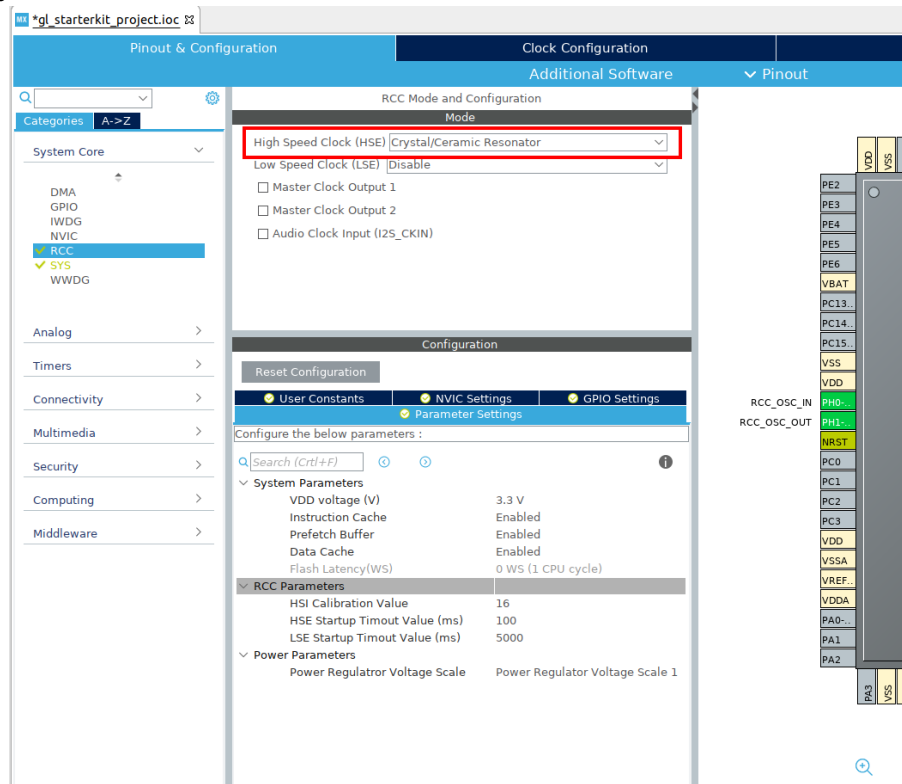 MX *gl_starterkit_project.ioc
Pinout & Configuration
Clock Configuration
Additional Software
Pinout
Categories
A->Z
System Core
DMA
GPIO
IWDG
NVIC
RCC
SYS
WWDG
Analog
Timers
Connectivity
Multimedia
Security
Computing
Middleware
RCC Mode and Configuration
Mode
High Speed Clock (HSE) Crystal/Ceramic Resonator
Low Speed Clock (LSE) Disable
Master Clock Output 1
Master Clock Output 2
Audio Clock Input (I2S_CKIN)
Configuration
Reset Configuration
User Constants
NVIC Settings
GPIO Settings
Parameter Settings
Configure the below parameters :
Search (Crtl+F)
System Parameters
VDD voltage (V) 3.3 V
Instruction Cache Enabled
Prefetch Buffer Enabled
Data Cache Enabled
Flash Latency(WS) 0 WS (1 CPU cycle)
RCC Parameters
HSI Calibration Value 16
HSE Startup Timout Value (ms) 100
LSE Startup Timout Value (ms) 5000
Power Parameters
Power Regulatror Voltage Scale Power Regulator Voltage Scale 1
VDD
VSS
PE2
PE3
PE4
PE5
PE6
VBAT
PC13..
PC14..
PC15..
VSS
VDD
RCC_OSC_IN PH0-..
RCC_OSC_OUT PH1-..
NRST
PC0
PC1
PC2
PC3
VDD
VSSA
VREF..
VDDA
PA0-..
PA1
PA2
PA3
VSS